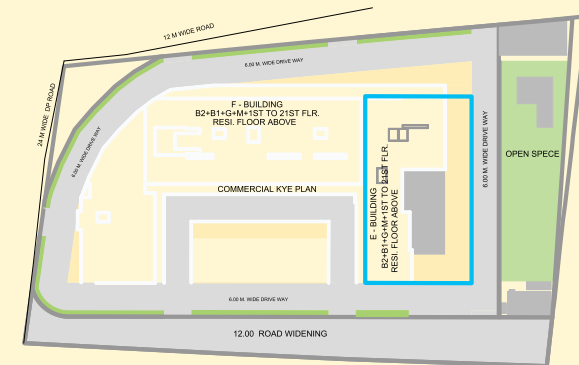 12 M WIDE ROAD
6.00 M. WIDE DRIVE WAY
24 M WIDE DP ROAD
F - BUILDING
B2+B1+G+M+1ST TO 21ST FLR.
RESI. FLOOR ABOVE
6.00 M. WIDE DRIVE WAY
6.00 M. WIDE DRIVE WAY
OPEN SPECE
COMMERCIAL KYE PLAN
E - BUILDING
B2+B1+G+M+1ST TO 21ST FLR.
RESI. FLOOR ABOVE
6.00 M. WIDE DRIVE WAY
12.00 ROAD WIDENING